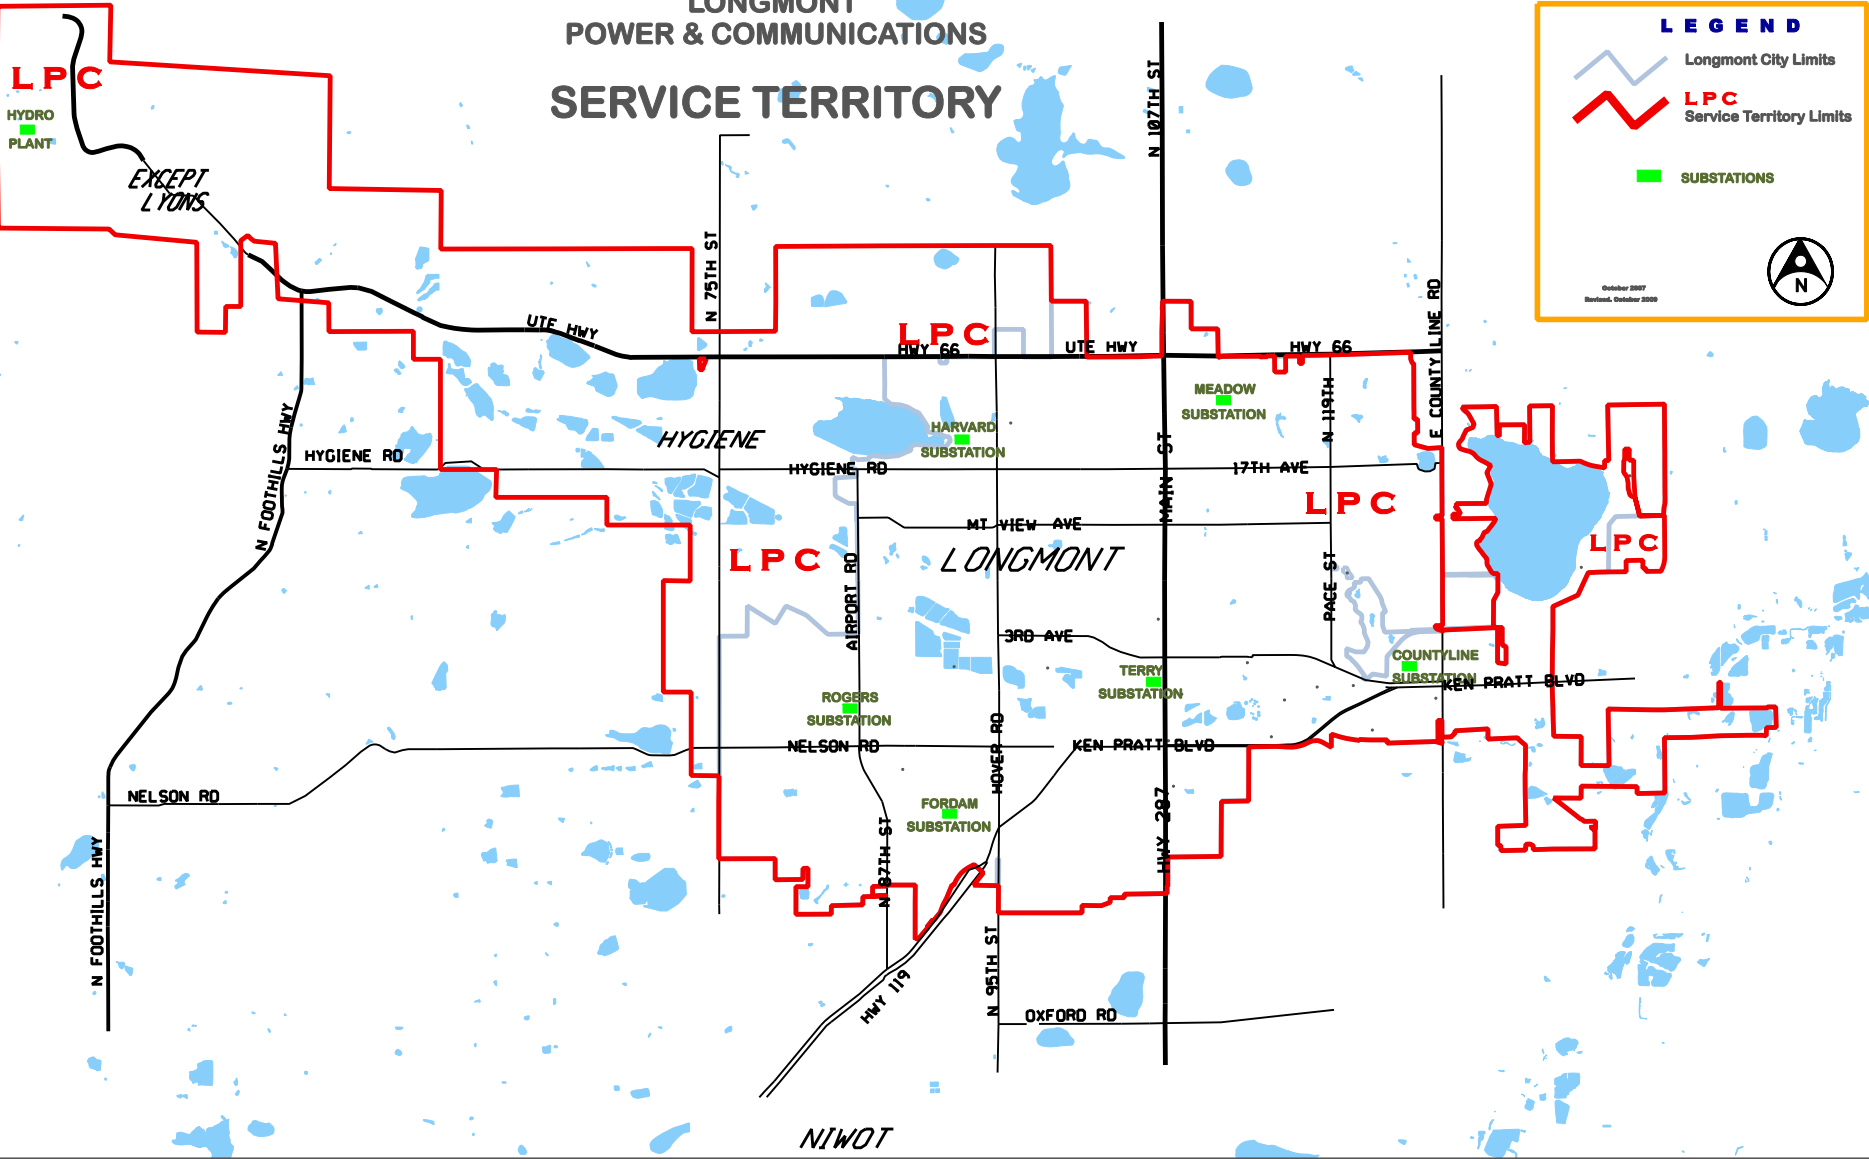 LONGMONT
POWER & COMMUNICATIONS
SERVICE TERRITORY
LEGEND
Longmont City Limits
LPC
Service Territory Limits
SUBSTATIONS
N
October 2007
Revised. October 2009
LPC
HYDRO
PLANT
EXCEPT
LYONS
N 107TH ST
N 75TH ST
UTE HWY
LPC
HWY 66
UTE HWY
HWY 66
E COUNTY LINE RD
MEADOW
SUBSTATION
N 119TH
HARVARD
SUBSTATION
HYGIENE
N FOOTHILLS HWY
HYGIENE RD
HYGIENE RD
17TH AVE
MAIN ST
LPC
MT VIEW AVE
LONGMONT
LPC
LPC
AIRPORT RD
PACE ST
3RD AVE
COUNTYLINE
SUBSTATION
TERRY
SUBSTATION
KEN PRATT BLVD
ROGERS
SUBSTATION
HOVER RD
NELSON RD
KEN PRATT BLVD
NELSON RD
FORDAM
SUBSTATION
HWY 287
N 87TH ST
N FOOTHILLS HWY
HWY 119
N 95TH ST
OXFORD RD
NIWOT